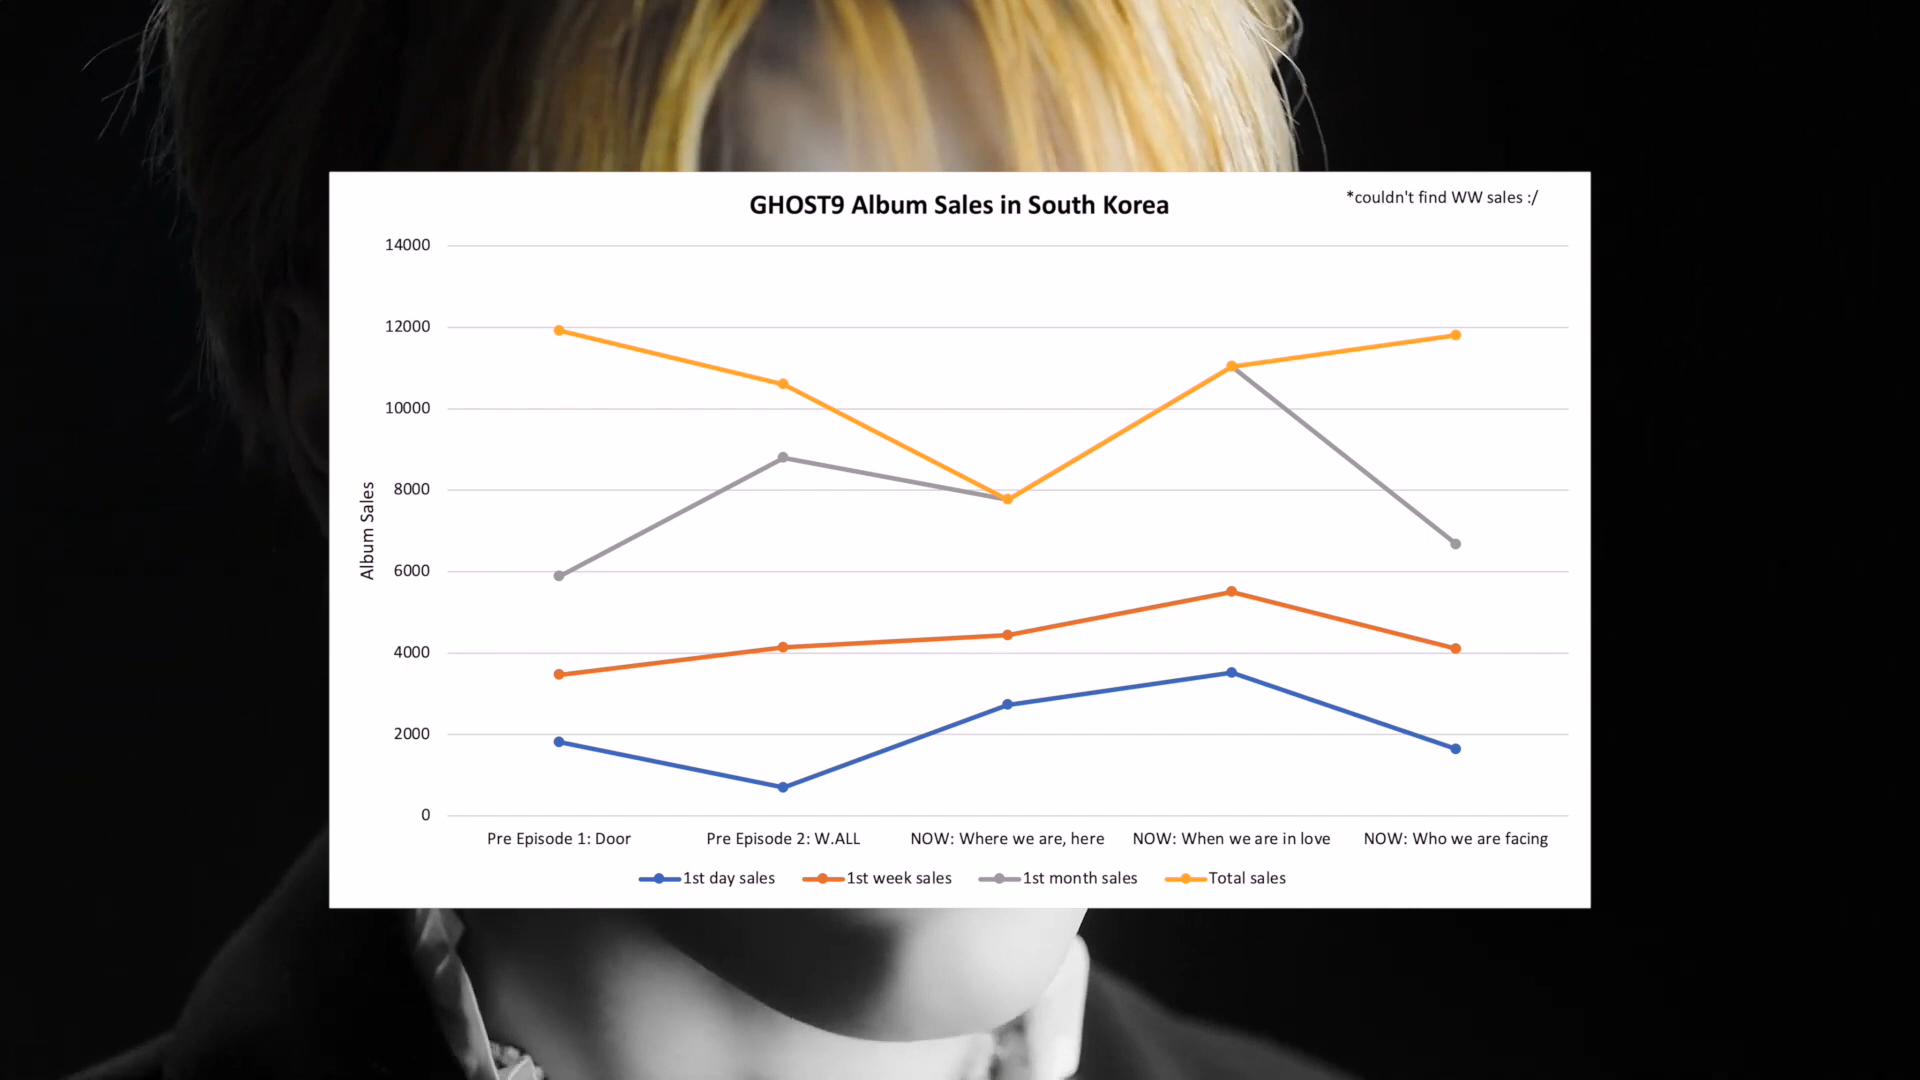 GHOST9 Album Sales in South Korea
*couldn't find WW sales :/
Album Sales
14000
12000
10000
8000
6000
4000
2000
0
Pre Episode 1: Door
Pre Episode 2: W.ALL
NOW: Where we are, here
NOW: When we are in love
NOW: Who we are facing
1st day sales
1st week sales
1st month sales
Total sales